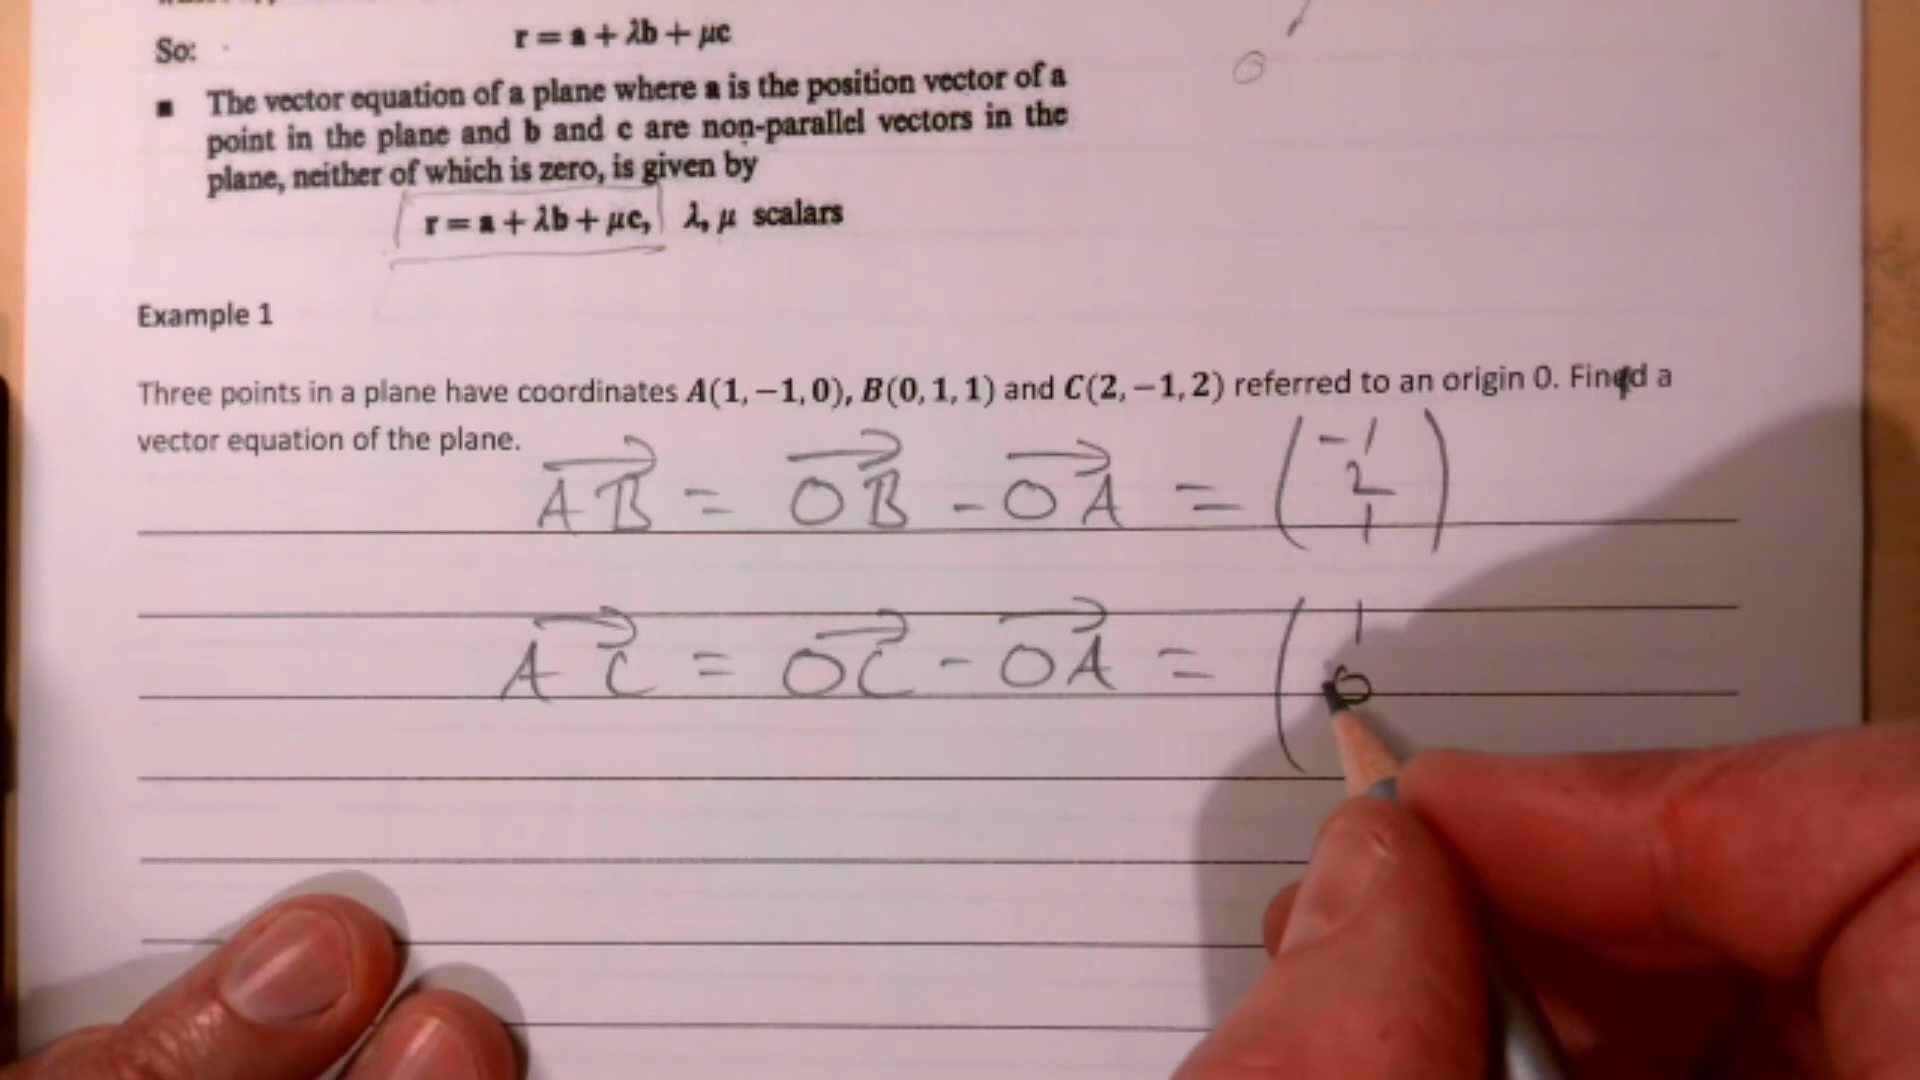 So:
r = a + λb + μc
■ The vector equation of a plane where a is the position vector of a
point in the plane and b and c are non-parallel vectors in the
plane, neither of which is zero, is given by
r = a + λb + μc, λ, μ scalars
O
Example 1
Three points in a plane have coordinates A(1, −1, 0), B(0, 1, 1) and C(2, −1, 2) referred to an origin 0. Find a
vector equation of the plane.
AB⃗ = OB⃗ - OA⃗ = (-1 2 1)
AC⃗ = OC⃗ - OA⃗ = (1 0